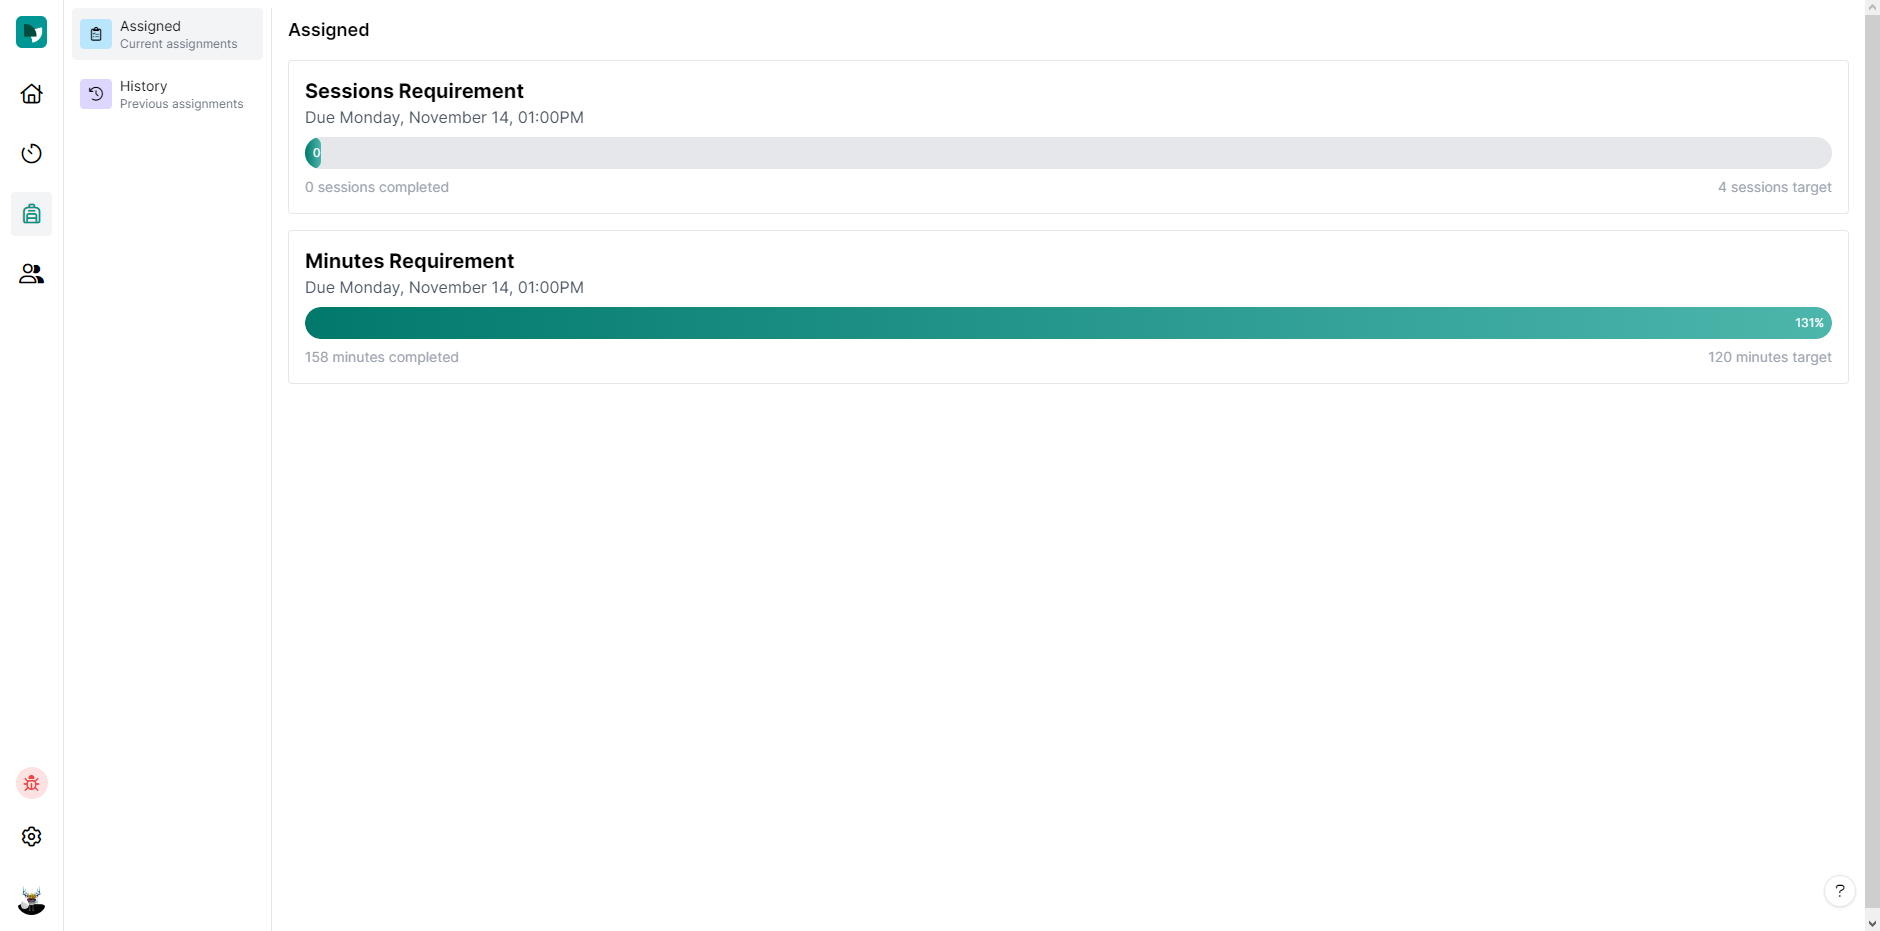 Assigned
Current assignments
History
Previous assignments
Assigned
Sessions Requirement
Due Monday, November 14, 01:00PM
0
0 sessions completed
4 sessions target
Minutes Requirement
Due Monday, November 14, 01:00PM
131%
158 minutes completed
120 minutes target
?